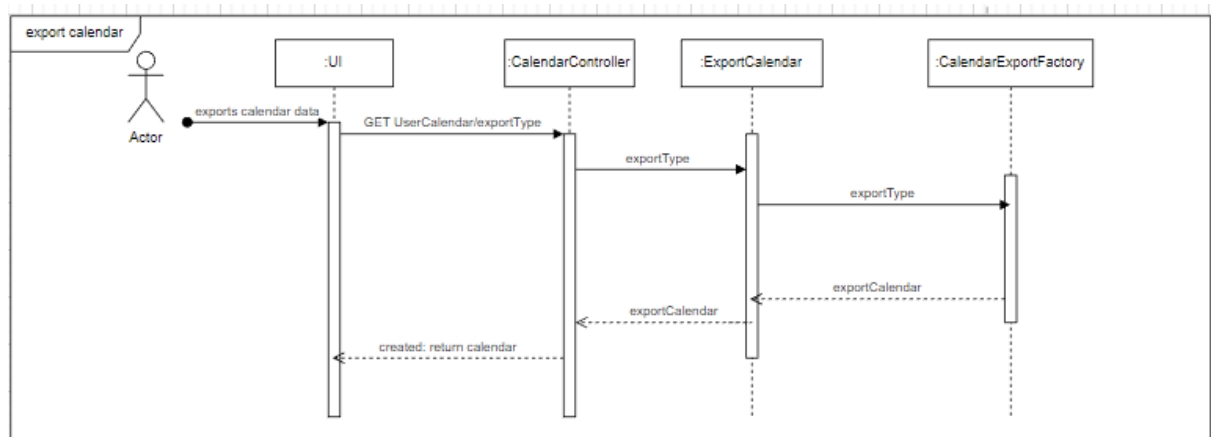 export calendar
:UI
:CalendarController
:ExportCalendar
:CalendarExportFactory
Actor
exports calendar data
GET UserCalendar/exportType
exportType
exportType
exportCalendar
exportCalendar
created: return calendar